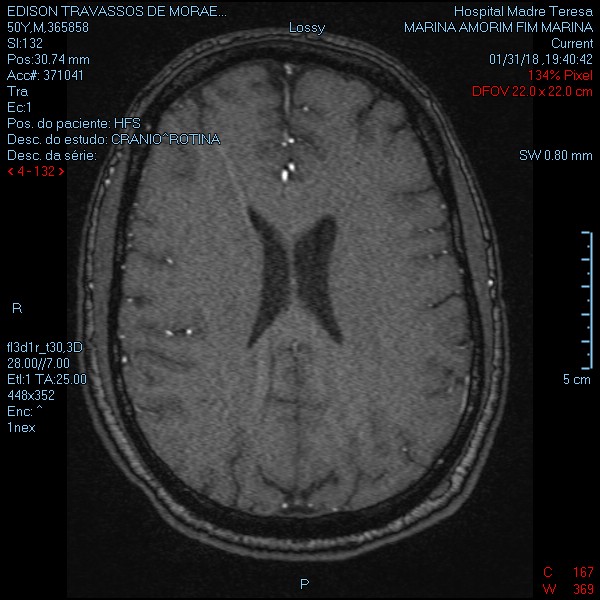 EDISON TRAVASSOS DE MORAE...
50Y,M,365858
Sl:132
Pos:30.74 mm
Acc#: 371041
Tra
Ec:1
Pos. do paciente: HFS
Desc. do estudo: CRANIO^ROTINA
Desc. da série:
< 4 - 132 >
Lossy
Hospital Madre Teresa
MARINA AMORIM FIM MARINA
Current
01/31/18 ,19:40:42
134% Pixel
DFOV 22.0 x 22.0 cm
SW 0.80 mm
R
fl3d1r_t30,3D
28.00//7.00
Etl:1 TA:25.00
448x352
Enc: ^
1nex
5 cm
P
C 167
W 369